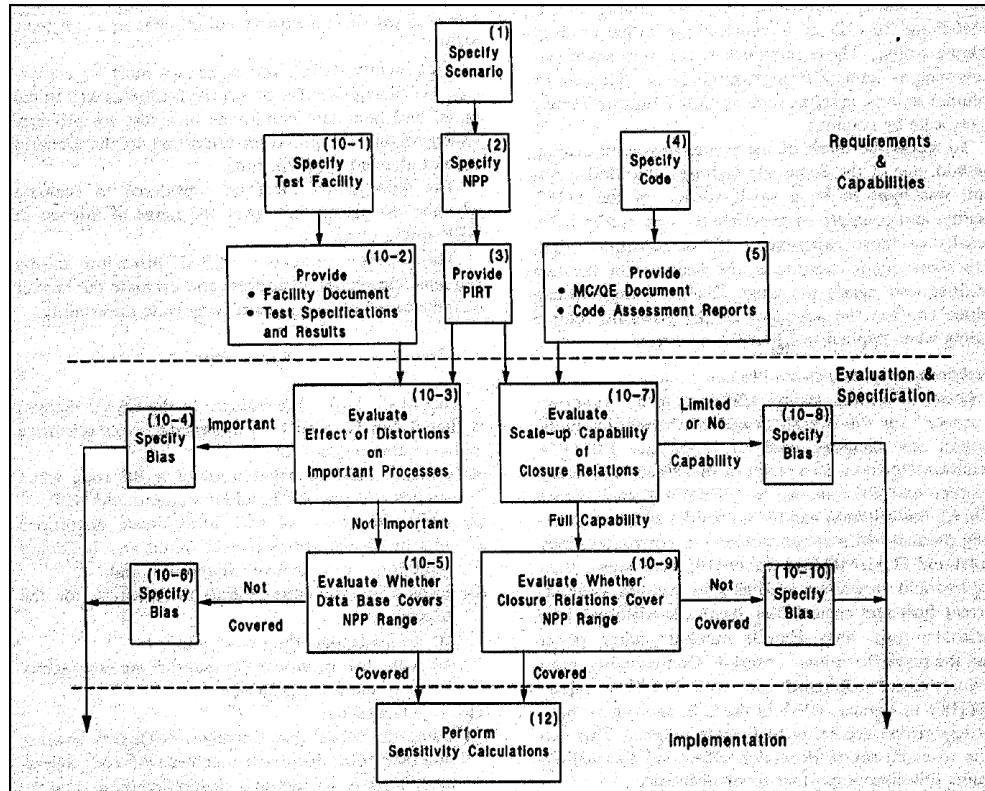 (1)
Specify
Scenario
(10-1)
Specify
Test Facility
(2)
Specify
NPP
(4)
Specify
Code
Requirements
&
Capabilities
(10-2)
Provide
• Facility Document
• Test Specifications
and Results
(3)
Provide
PIRT
(5)
Provide
• MC/QE Document
• Code Assessment Reports
Evaluation &
Specification
(10-4)
Specify
Bias
Important
(10-3)
Evaluate
Effect of Distortions
on
Important Processes
(10-7)
Evaluate
Scale-up Capability
of
Closure Relations
Limited
or No
Capability
(10-8)
Specify
Bias
Not Important
Full Capability
(10-6)
Specify
Bias
Not
Covered
(10-5)
Evaluate Whether
Data Base Covers
NPP Range
(10-9)
Evaluate Whether
Closure Relations Cover
NPP Range
Not
Covered
(10-10)
Specify
Bias
Covered
Covered
(12)
Perform
Sensitivity Calculations
Implementation